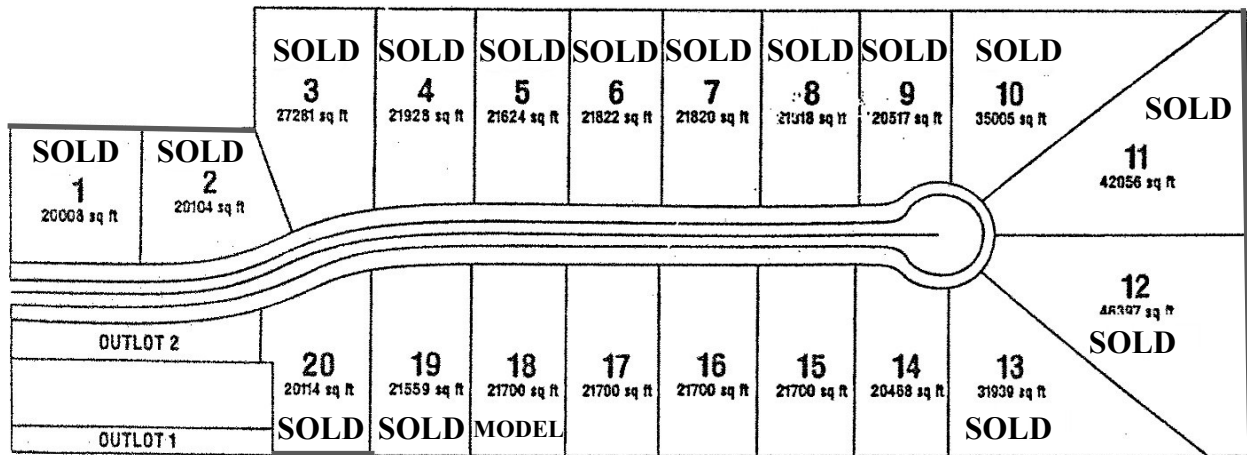 SOLD
3
27281 sq ft
SOLD
4
21928 sq ft
SOLD
5
21624 sq ft
SOLD
6
21822 sq ft
SOLD
7
21820 sq ft
SOLD
8
sq ft
SOLD
9
20517 sq ft
SOLD
10
35005 sq ft
SOLD
11
42056 sq ft
SOLD
1
20008 sq ft
SOLD
2
20104 sq ft
12
sq ft
SOLD
OUTLOT 2
20
20114 sq ft
SOLD
19
21559 sq ft
SOLD
18
21700 sq ft
MODEL
17
21700 sq ft
16
21700 sq ft
15
21700 sq ft
14
20468 sq ft
13
31939 sq ft
SOLD
OUTLOT 1